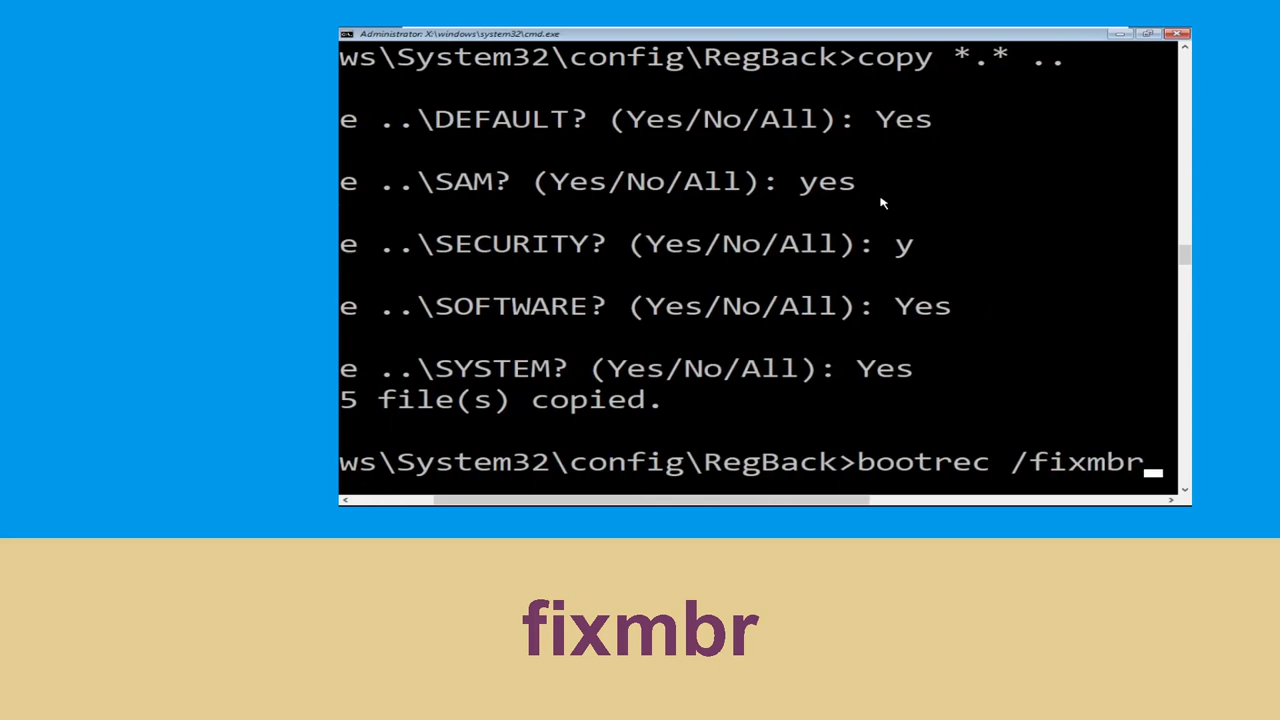 Administrator: X:\windows\system32\cmd.exe
ws\System32\config\RegBack>copy *.* ..
e ..\DEFAULT? (Yes/No/All): Yes
e ..\SAM? (Yes/No/All): yes
e ..\SECURITY? (Yes/No/All): y
e ..\SOFTWARE? (Yes/No/All): Yes
e ..\SYSTEM? (Yes/No/All): Yes
5 file(s) copied.
ws\System32\config\RegBack>bootrec /fixmbr
fixmbr